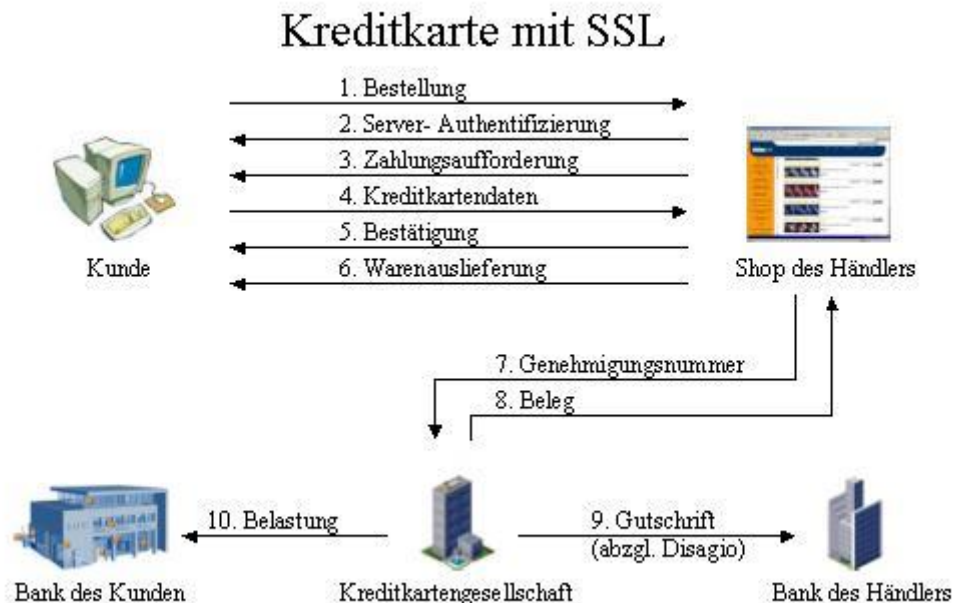 Kreditkarte mit SSL
1. Bestellung
2. Server- Authentifizierung
3. Zahlungsaufforderung
4. Kreditkartendaten
5. Bestätigung
6. Warenauslieferung
Kunde
Shop des Händlers
7. Genehmigungsnummer
8. Beleg
10. Belastung
9. Gutschrift
(abzgl. Disagio)
Bank des Kunden
Kreditkartengesellschaft
Bank des Händlers